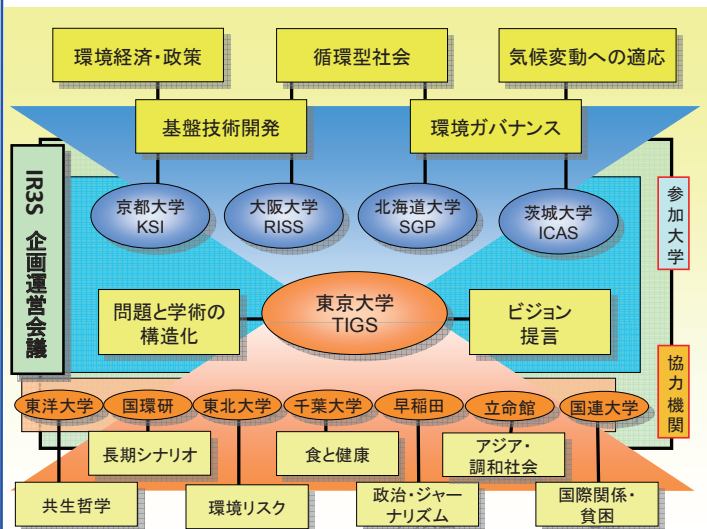 環境経済・政策
循環型社会
気候変動への適応
基盤技術開発
環境ガバナンス
IR3S 企画運営会議
参加大学
京都大学
KSI
大阪大学
RISS
北海道大学
SGP
茨城大学
ICAS
問題と学術の
構造化
東京大学
TIGS
ビジョン
提言
協力機関
東洋大学
国環研
東北大学
千葉大学
早稲田
立命館
国連大学
長期シナリオ
食と健康
アジア・
調和社会
共生哲学
環境リスク
政治・ジャー
ナリズム
国際関係・
貧困